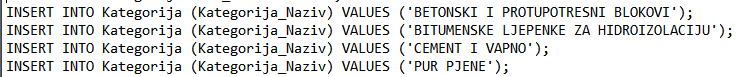 INSERT INTO Kategorija (Kategorija_Naziv) VALUES ('BETONSKI I PROTUPOTRESNI BLOKOVI');
INSERT INTO Kategorija (Kategorija_Naziv) VALUES ('BITUMENSKE LJEPENKE ZA HIDROIZOLACIJU');
INSERT INTO Kategorija (Kategorija_Naziv) VALUES ('CEMENT I VAPNO');
INSERT INTO Kategorija (Kategorija_Naziv) VALUES ('PUR PJENE');